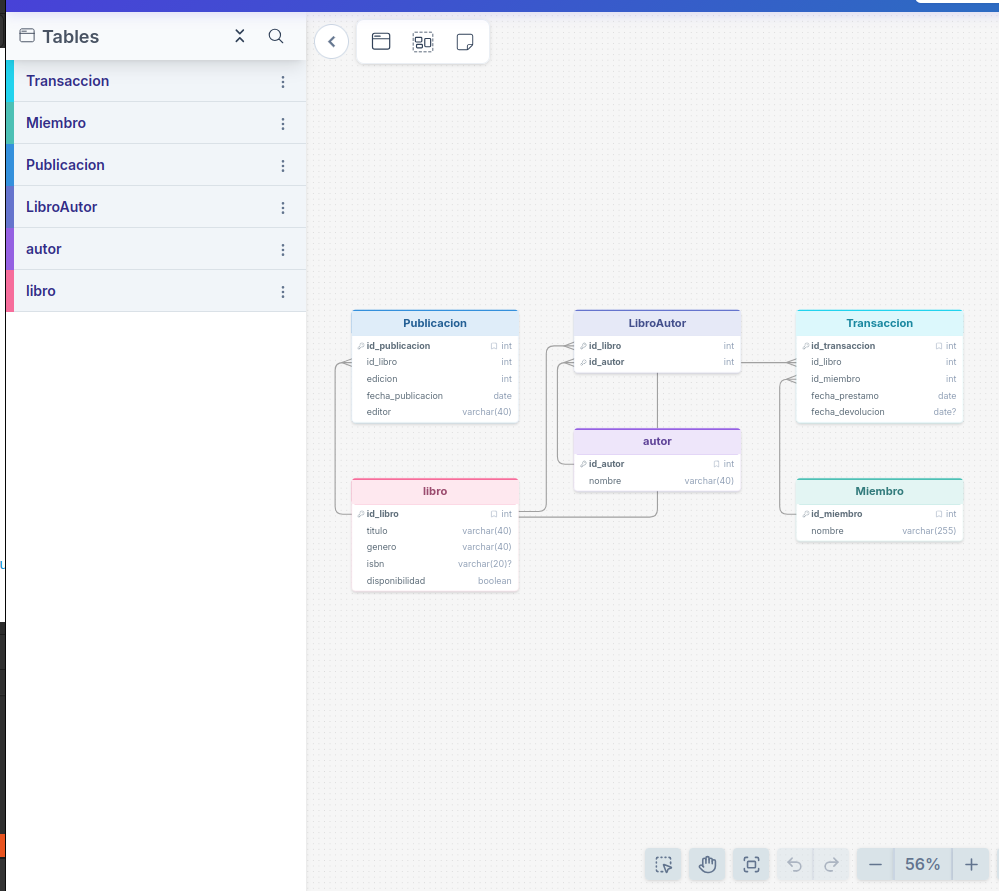 Tables
Transaccion
Miembro
Publicacion
LibroAutor
autor
libro
Publicacion
id_publicacion int
id_libro int
edicion int
fecha_publicacion date
editor varchar(40)
LibroAutor
id_libro int
id_autor int
Transaccion
id_transaccion int
id_libro int
id_miembro int
fecha_prestamo date
fecha_devolucion date?
autor
id_autor int
nombre varchar(40)
libro
id_libro int
titulo varchar(40)
genero varchar(40)
isbn varchar(20)?
disponibilidad boolean
Miembro
id_miembro int
nombre varchar(255)
56%